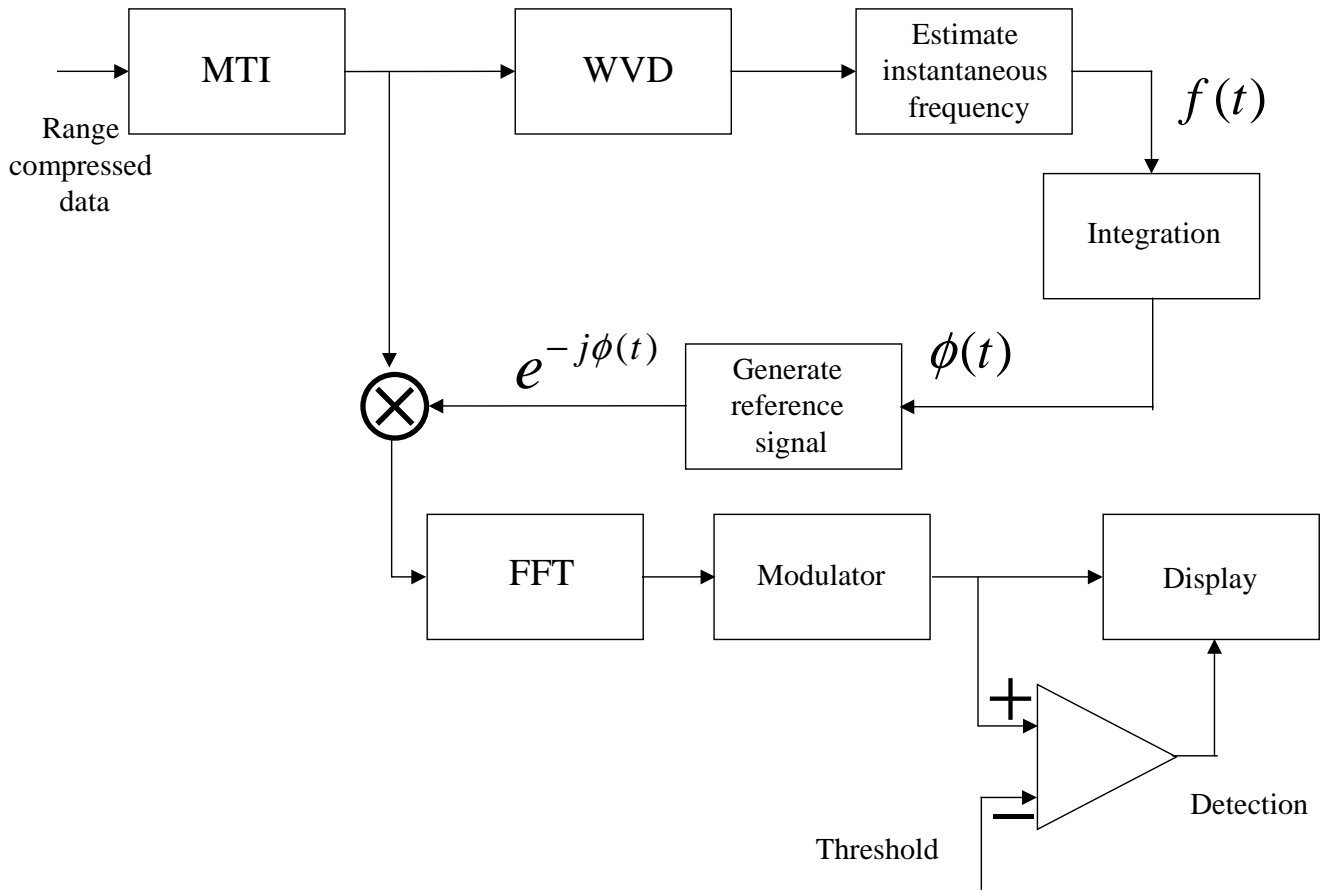 MTI
WVD
Estimate
instantaneous
frequency
f(t)
Range
compressed
data
Integration
e^{-jϕ(t)}
Generate
reference
signal
ϕ(t)
FFT
Modulator
Display
+
−
Detection
Threshold